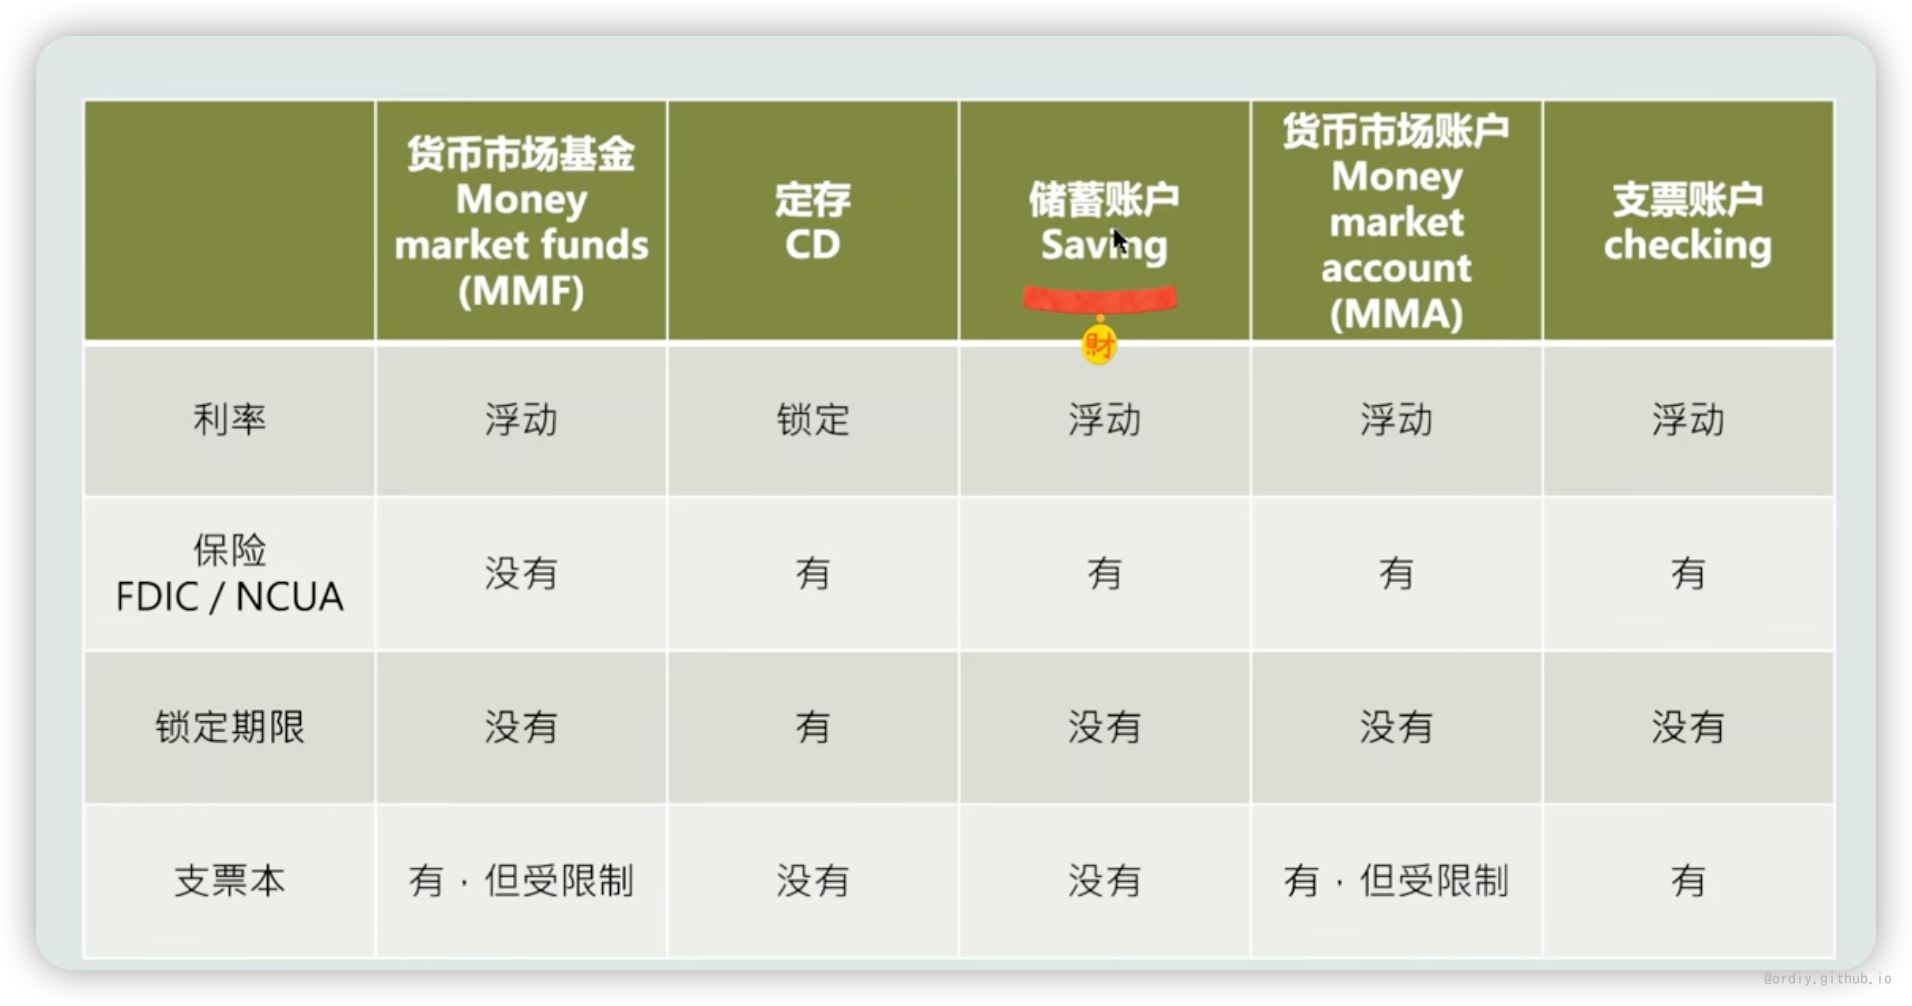 货币市场基金
Money
market funds
(MMF)
定存
CD
储蓄账户
Saving
财
货币市场账户
Money
market
account
(MMA)
支票账户
checking
利率
浮动
锁定
浮动
浮动
浮动
保险
FDIC / NCUA
没有
有
有
有
有
锁定期限
没有
有
没有
没有
没有
支票本
有，但受限制
没有
没有
有，但受限制
有
@ordiy.github.io